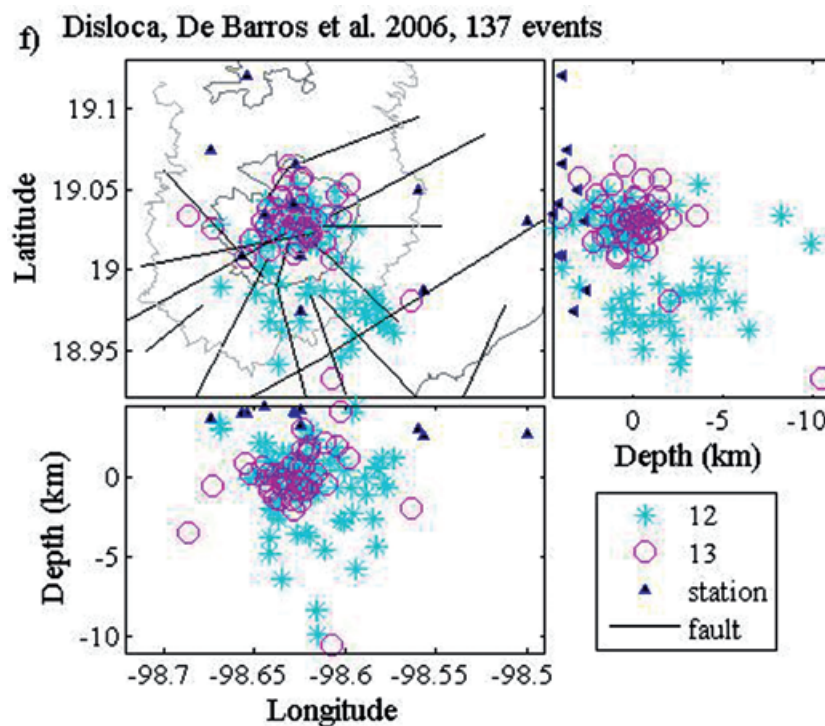 f) Disloca, De Barros et al. 2006, 137 events
19.1
19.05
19
18.95
Latitude
0 -5 -10
Depth (km)
0
-5
-10
Depth (km)
-98.7 -98.65 -98.6 -98.55 -98.5
Longitude
12
13
station
fault